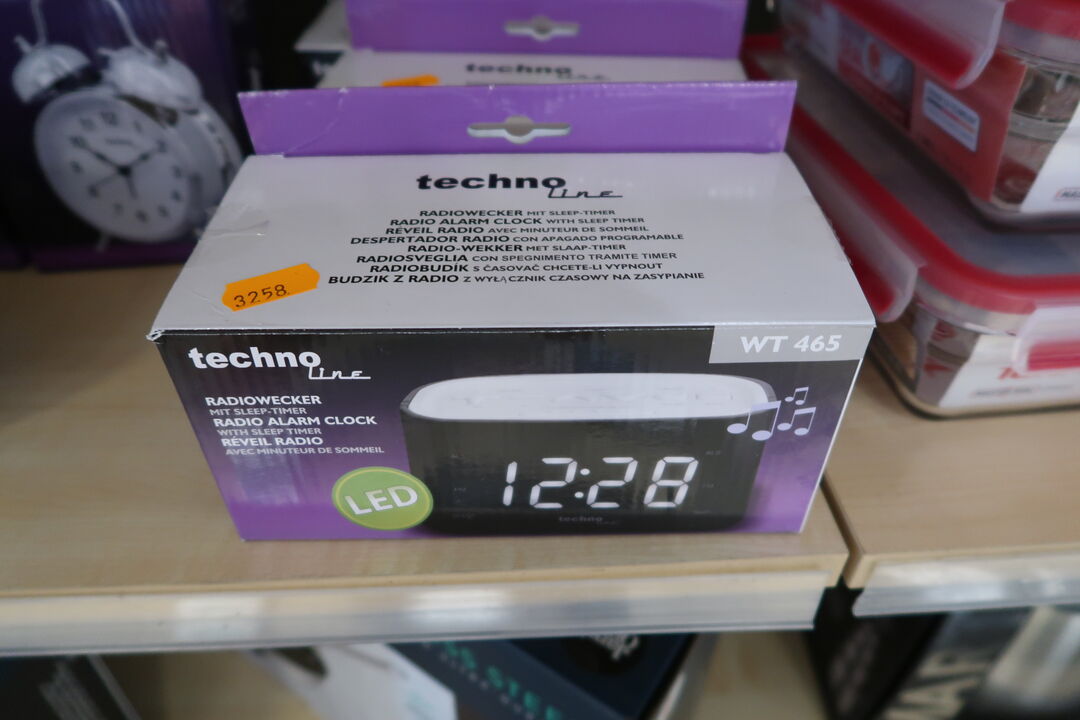 techno
line
techno
line
RADIOWECKER MIT SLEEP-TIMER
RADIO ALARM CLOCK WITH SLEEP TIMER
RÉVEIL RADIO AVEC MINUTEUR DE SOMMEIL
DESPERTADOR RADIO CON APAGADO PROGRAMABLE
RADIO-WEKKER MET SLAAP-TIMER
RADIOSVEGLIA CON SPEGNIMENTO TRAMITE TIMER
RADIOBUDÍK S ČASOVAČ CHCETE-LI VYPNOUT
BUDZIK Z RADIO Z WYŁĄCZNIK CZASOWY NA ZASYPIANIE
3258
WT 465
techno
line
RADIOWECKER
MIT SLEEP-TIMER
RADIO ALARM CLOCK
WITH SLEEP TIMER
RÉVEIL RADIO
AVEC MINUTEUR DE SOMMEIL
LED
12:28
techno
line